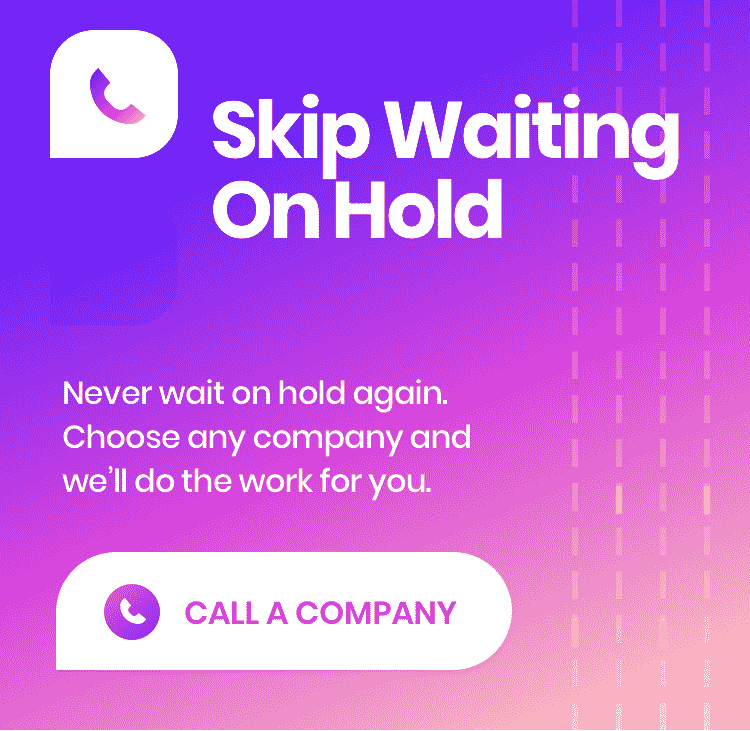 Skip Waiting
On Hold
Never wait on hold again.
Choose any company and
we’ll do the work for you.
CALL A COMPANY